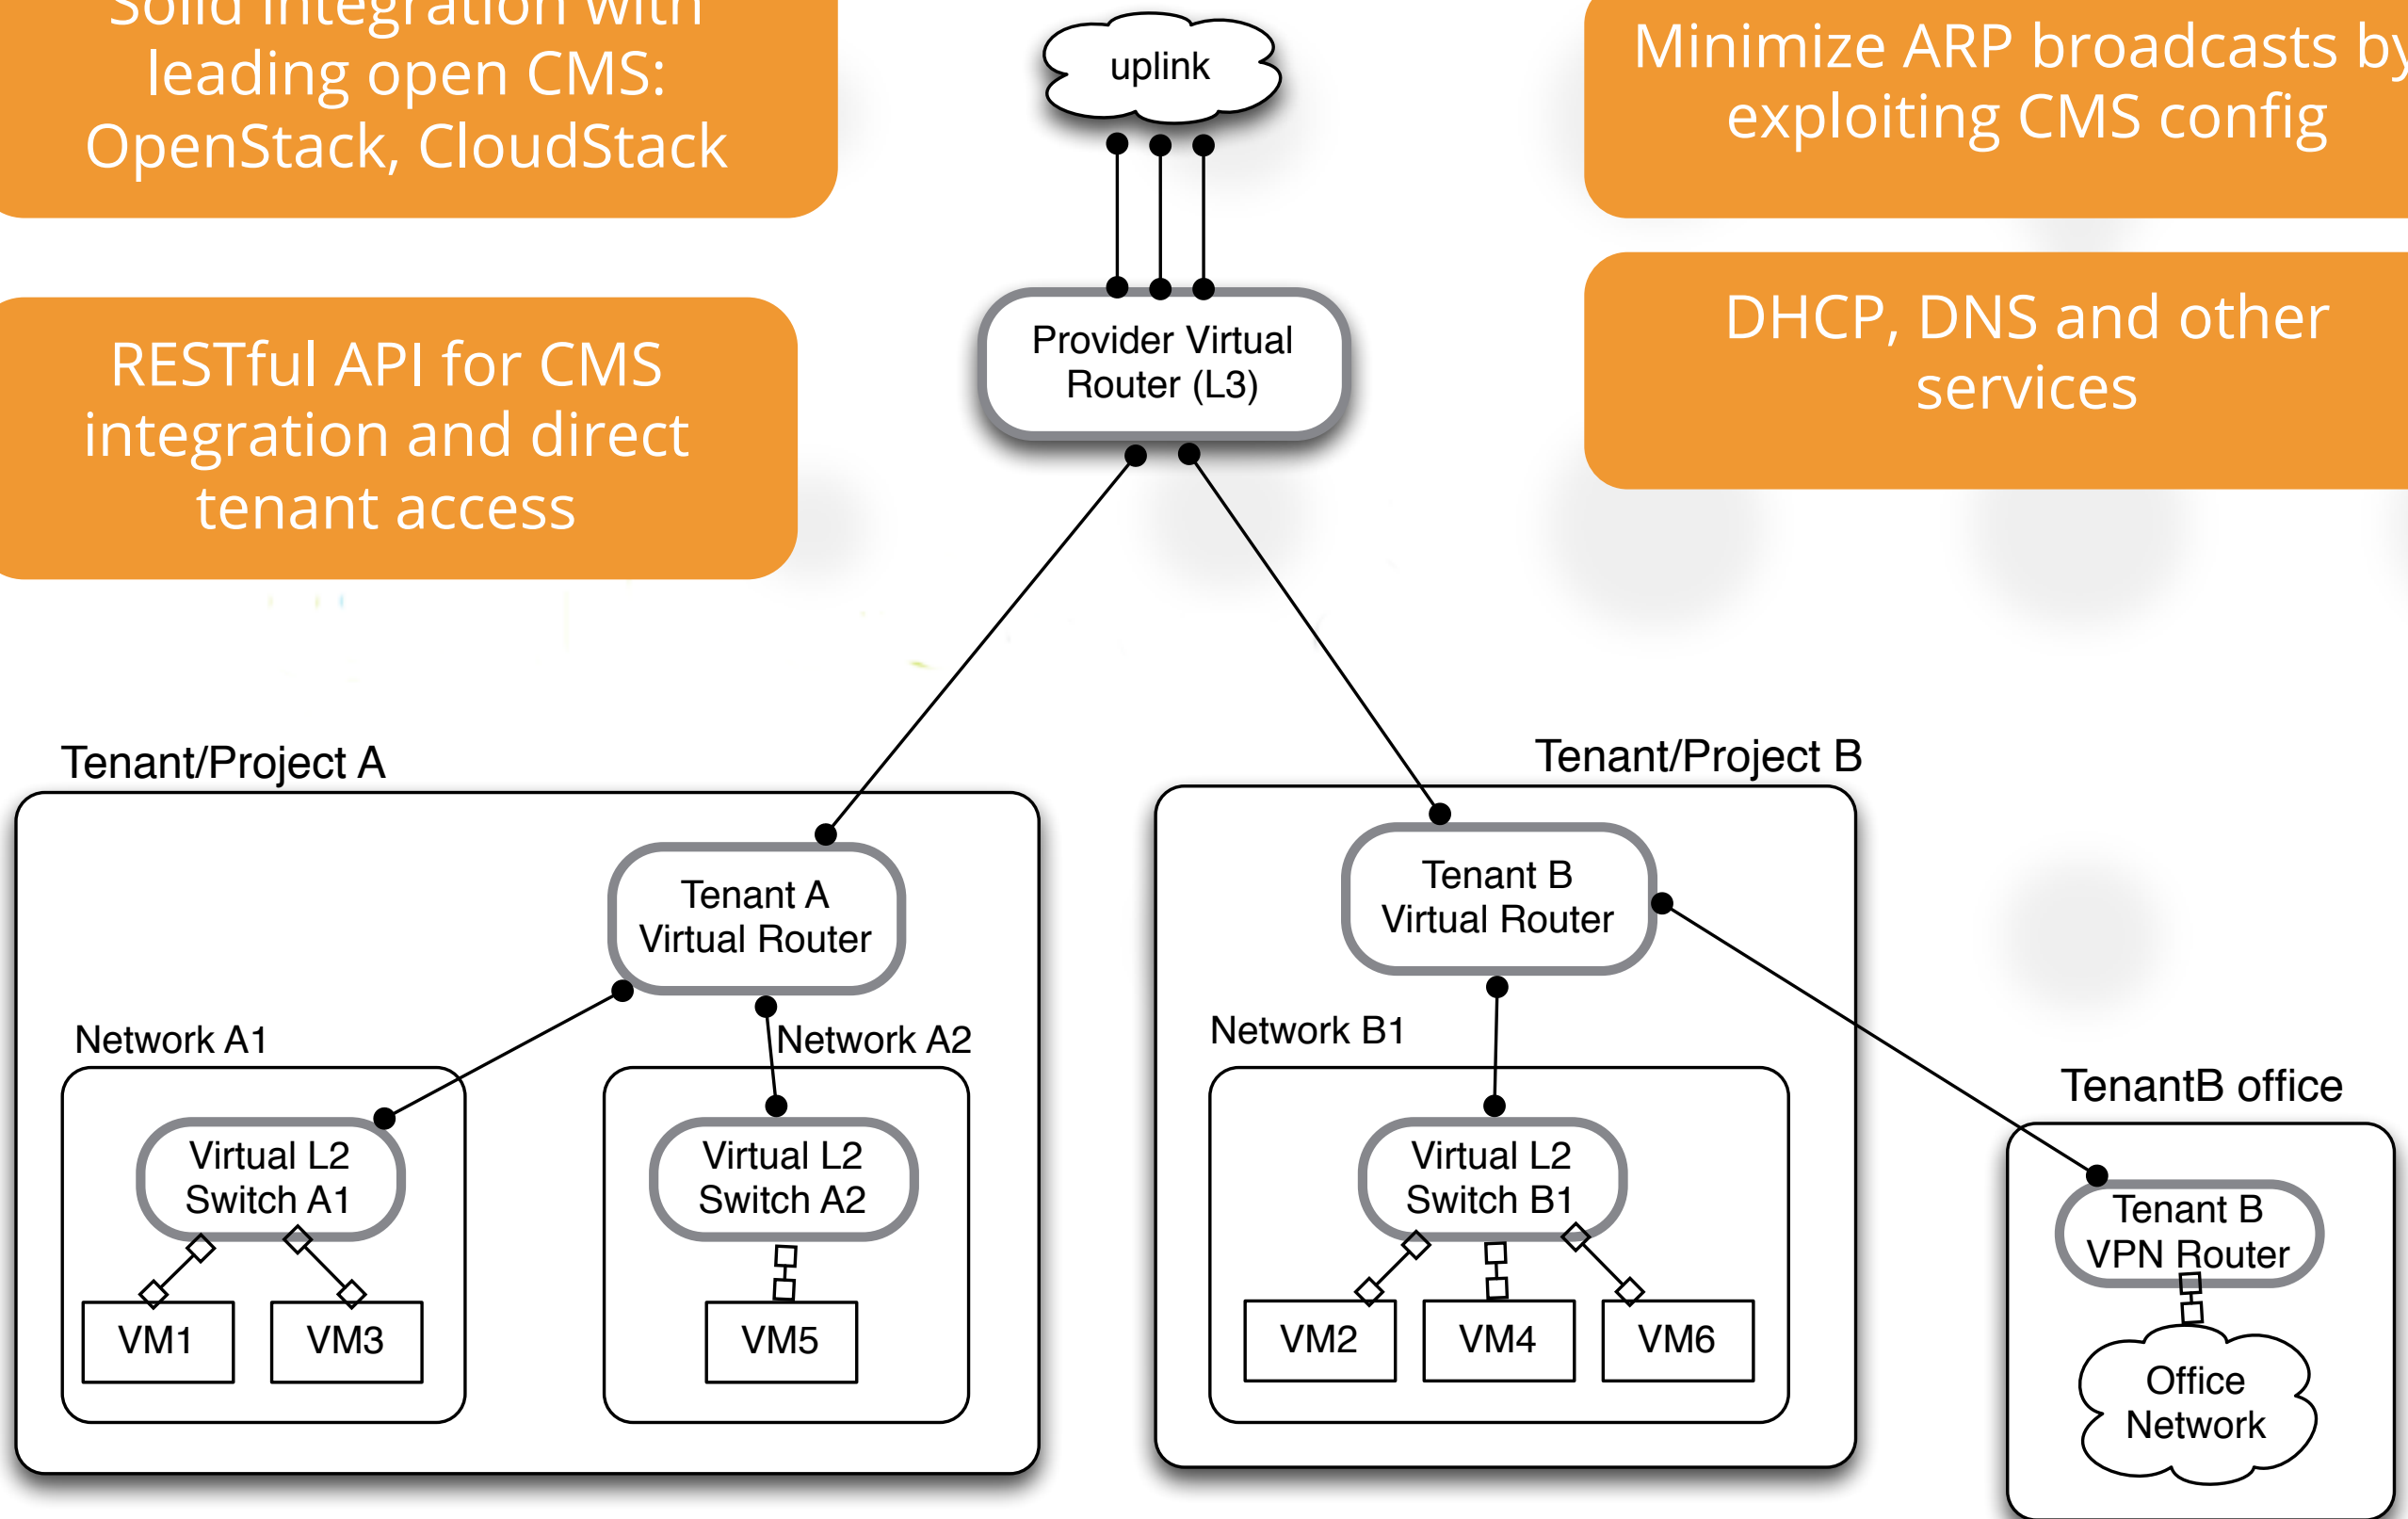 Solid integration with
leading open CMS:
OpenStack, CloudStack
RESTful API for CMS
integration and direct
tenant access
uplink
Provider Virtual
Router (L3)
Minimize ARP broadcasts by
exploiting CMS config
DHCP, DNS and other
services
Tenant/Project A
Tenant A
Virtual Router
Network A1
Network A2
Virtual L2
Switch A1
Virtual L2
Switch A2
VM1
VM3
VM5
Tenant/Project B
Tenant B
Virtual Router
Network B1
Virtual L2
Switch B1
VM2
VM4
VM6
TenantB office
Tenant B
VPN Router
Office
Network